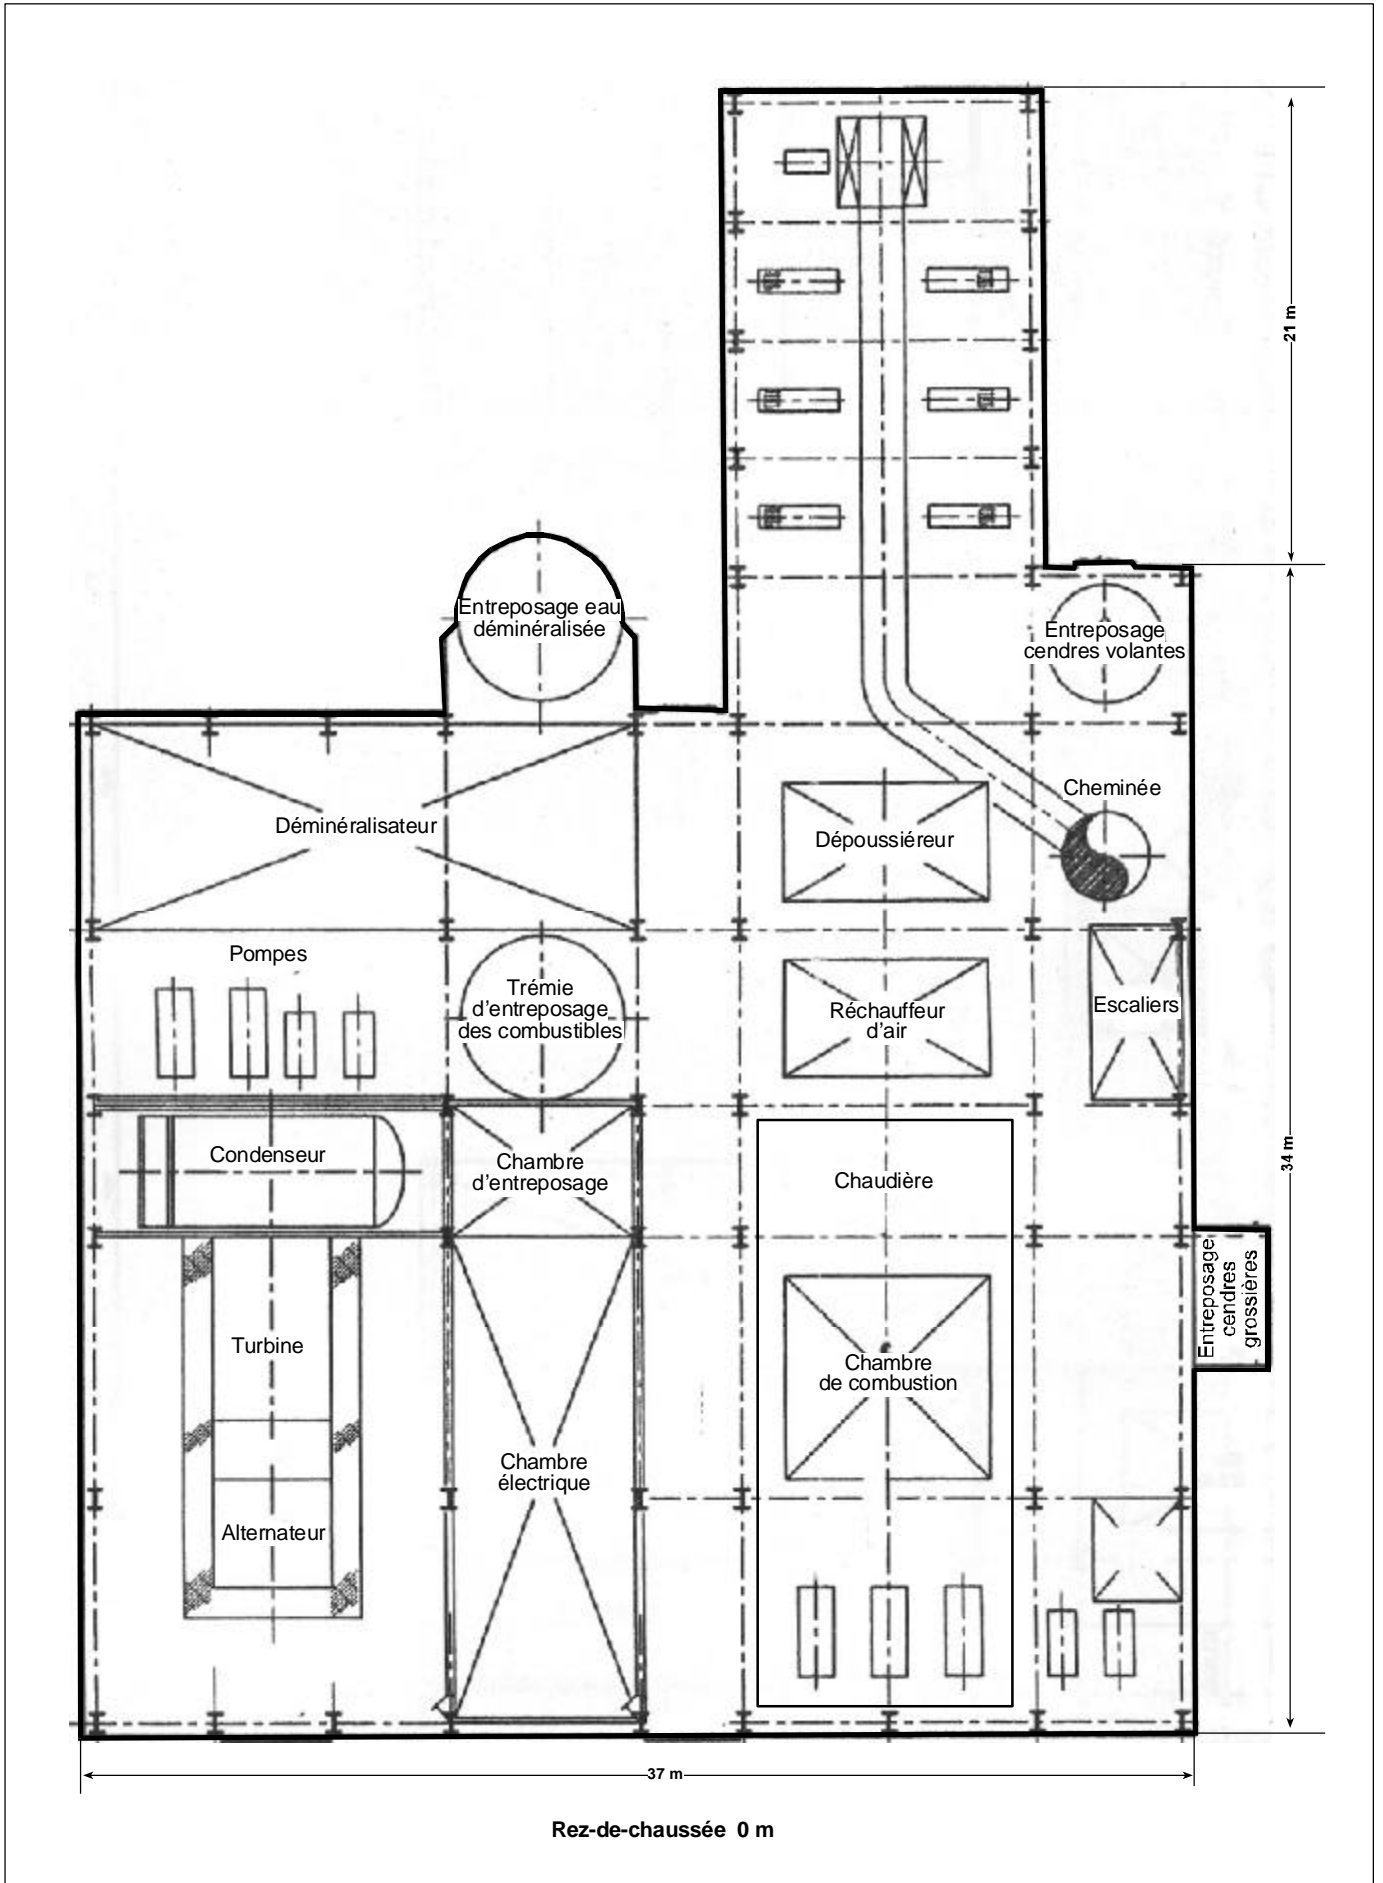 21 m
Entreposage eau
déminéralisée
Entreposage
cendres volantes
Cheminée
Déminéralisateur
Dépoussiéreur
Pompes
Trémie
d'entreposage
des combustibles
Réchauffeur
d'air
Escaliers
Condenseur
Chambre
d'entreposage
Chaudière
34 m
Entreposage
cendres
grossières
Turbine
Chambre
de combustion
Chambre
électrique
Alternateur
37 m
Rez-de-chaussée 0 m